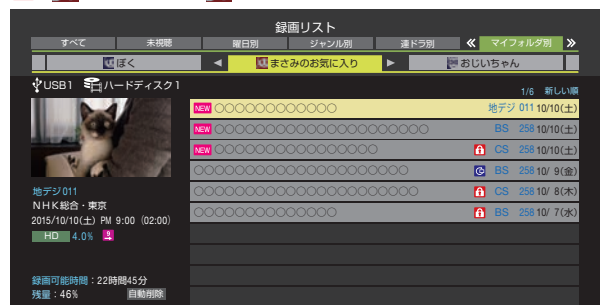 録画リスト
すべて 未視聴 曜日別 ジャンル別 連ドラ別 « マイフォルダ別 »
ぼく ◀ まさみのお気に入り ▶ おじいちゃん
USB1 ハードディスク1
1/6 新しい順
NEW 〇〇〇〇〇〇〇〇〇〇〇〇 地デジ 011 10/10(土)
NEW 〇〇〇〇〇〇〇〇〇〇〇〇〇〇〇〇〇〇〇〇〇 BS 258 10/10(土)
NEW 〇〇〇〇〇〇〇〇〇〇〇〇 CS 258 10/10(土)
〇〇〇〇〇〇〇〇〇〇〇〇〇〇〇〇〇〇 BS 258 10/ 9(金)
〇〇〇〇〇〇〇〇〇〇〇〇〇〇〇〇〇〇〇〇〇〇 CS 258 10/ 8(木)
〇〇〇〇〇〇〇〇〇〇〇〇〇〇 BS 258 10/ 7(水)
地デジ011
NHK総合・東京
2015/10/10(土) PM 9:00 (02:00)
HD 4.0% 9
録画可能時間：22時間45分
残量：46% 自動削除